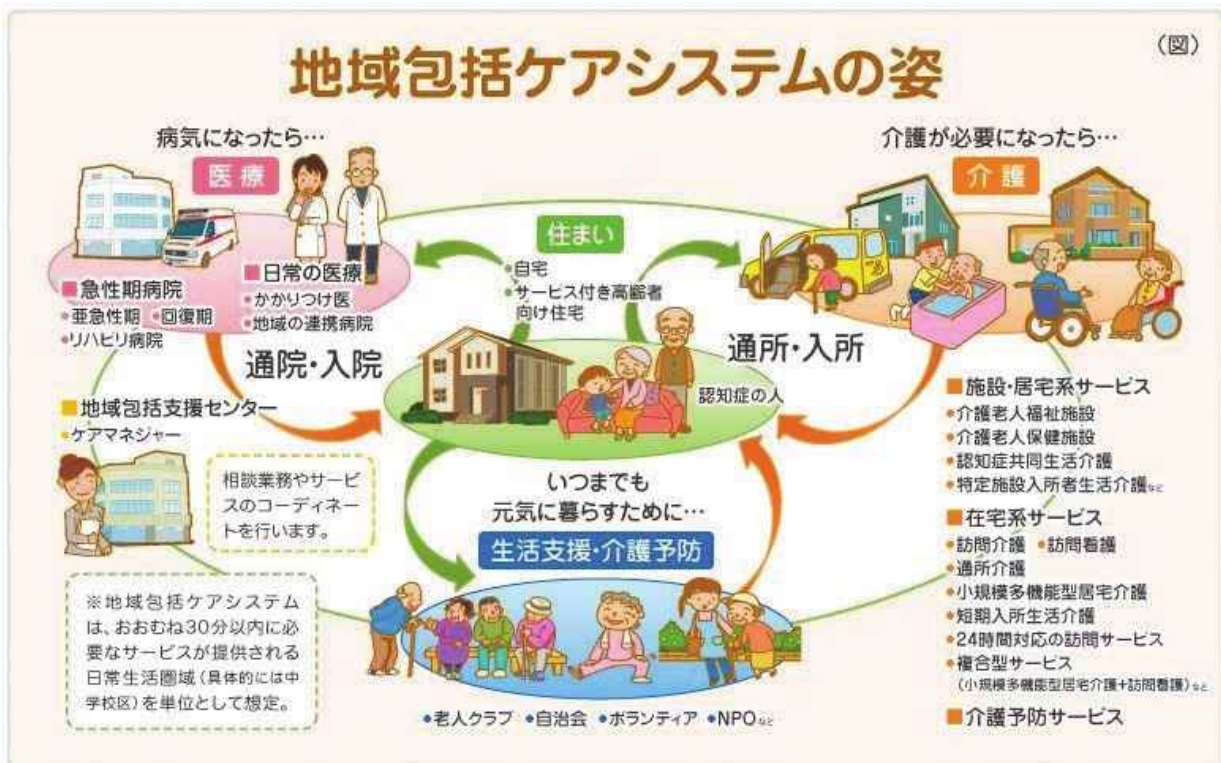 (図)
地域包括ケアシステムの姿
病気になったら…
医療
■急性期病院
●亜急性期 ●回復期
●リハビリ病院
■日常の医療
●かかりつけ医
●地域の連携病院
通院・入院
住まい
●自宅
●サービス付き高齢者
向け住宅
認知症の人
介護が必要になったら…
介護
通所・入所
■施設・居宅系サービス
●介護老人福祉施設
●介護老人保健施設
●認知症共同生活介護
●特定施設入所者生活介護など
■在宅系サービス
●訪問介護 ●訪問看護
●通所介護
●小規模多機能型居宅介護
●短期入所生活介護
●24時間対応の訪問サービス
●複合型サービス
(小規模多機能型居宅介護+訪問看護)など
■介護予防サービス
■地域包括支援センター
●ケアマネジャー
相談業務やサービ
スのコーディネー
トを行います。
いつまでも
元気に暮らすために…
生活支援・介護予防
●老人クラブ ●自治会 ●ボランティア ●NPOなど
※地域包括ケアシステム
は、おおむね30分以内に必
要なサービスが提供される
日常生活圏域(具体的には中
学校区)を単位として想定。